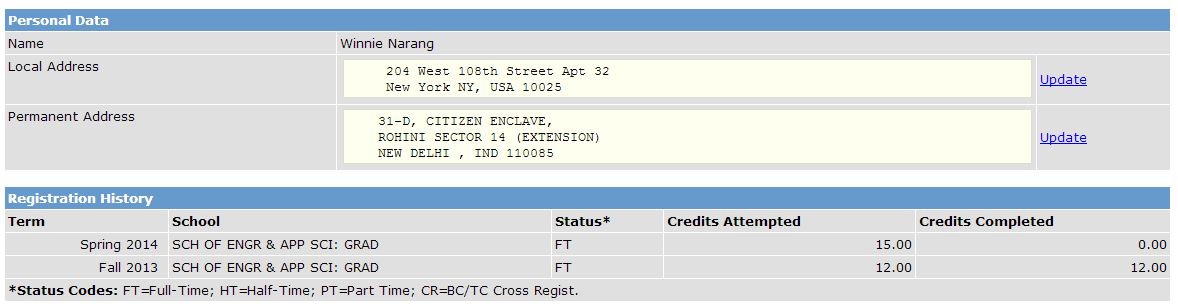 Personal Data
Name Winnie Narang
Local Address 204 West 108th Street Apt 32
New York NY, USA 10025
Update
Permanent Address 31-D, CITIZEN ENCLAVE,
ROHINI SECTOR 14 (EXTENSION)
NEW DELHI , IND 110085
Update
Registration History
Term School Status* Credits Attempted Credits Completed
Spring 2014 SCH OF ENGR & APP SCI: GRAD FT 15.00 0.00
Fall 2013 SCH OF ENGR & APP SCI: GRAD FT 12.00 12.00
*Status Codes: FT=Full-Time; HT=Half-Time; PT=Part Time; CR=BC/TC Cross Regist.